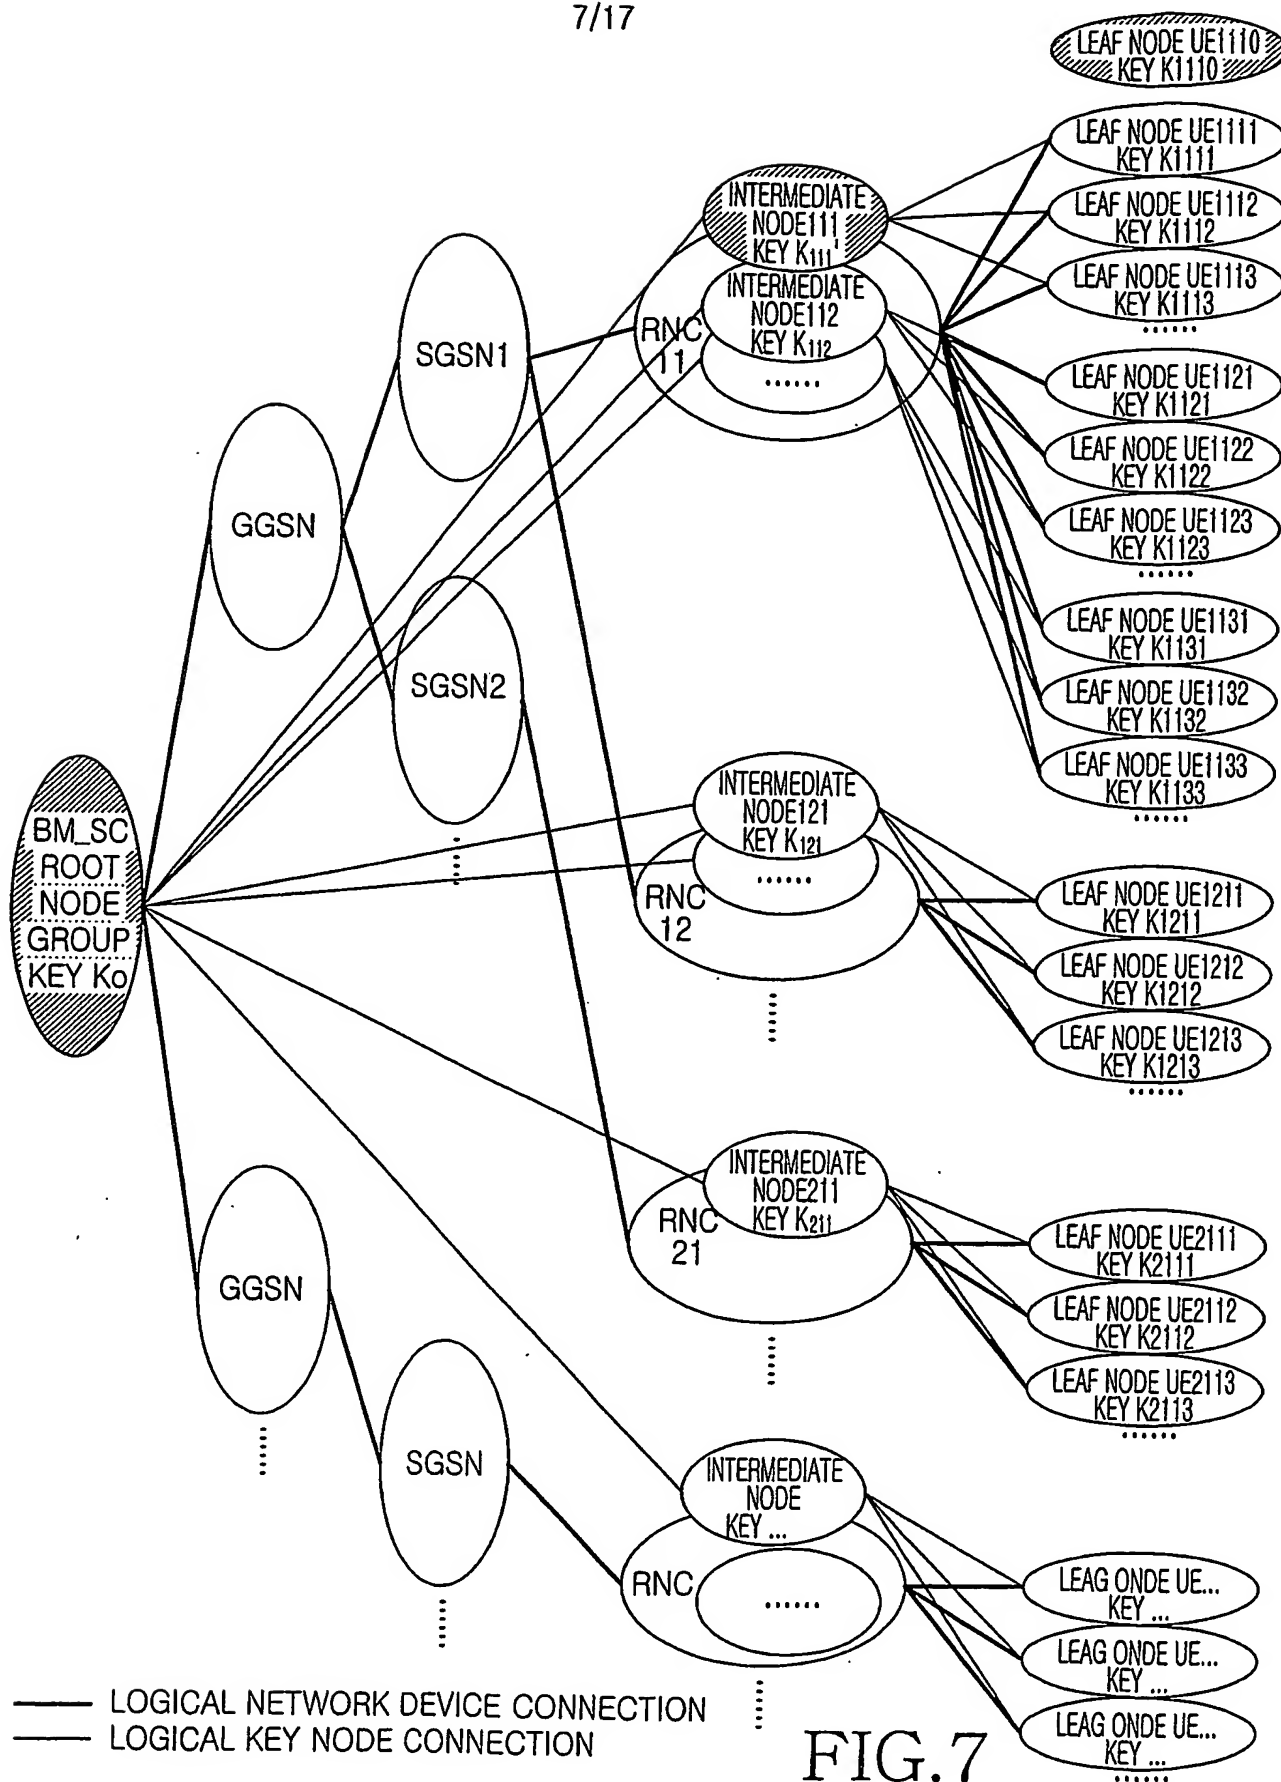 7/17
LEAF NODE UE1110
KEY K1110
LEAF NODE UE1111
KEY K1111
LEAF NODE UE1112
KEY K1112
LEAF NODE UE1113
KEY K1113
......
LEAF NODE UE1121
KEY K1121
LEAF NODE UE1122
KEY K1122
LEAF NODE UE1123
KEY K1123
......
LEAF NODE UE1131
KEY K1131
LEAF NODE UE1132
KEY K1132
LEAF NODE UE1133
KEY K1133
......
INTERMEDIATE
NODE111
KEY K111'
INTERMEDIATE
NODE112
KEY K112
......
RNC
11
SGSN1
GGSN
SGSN2
......
BM_SC
ROOT
NODE
GROUP
KEY Ko
INTERMEDIATE
NODE121
KEY K121
......
RNC
12
......
LEAF NODE UE1211
KEY K1211
LEAF NODE UE1212
KEY K1212
LEAF NODE UE1213
KEY K1213
......
INTERMEDIATE
NODE211
KEY K211
RNC
21
......
LEAF NODE UE2111
KEY K2111
LEAF NODE UE2112
KEY K2112
LEAF NODE UE2113
KEY K2113
......
GGSN
......
SGSN
......
INTERMEDIATE
NODE
KEY ...
RNC
......
......
LEAG ONDE UE...
KEY ...
LEAG ONDE UE...
KEY ...
LEAG ONDE UE...
KEY ...
......
LOGICAL NETWORK DEVICE CONNECTION
LOGICAL KEY NODE CONNECTION
FIG.7